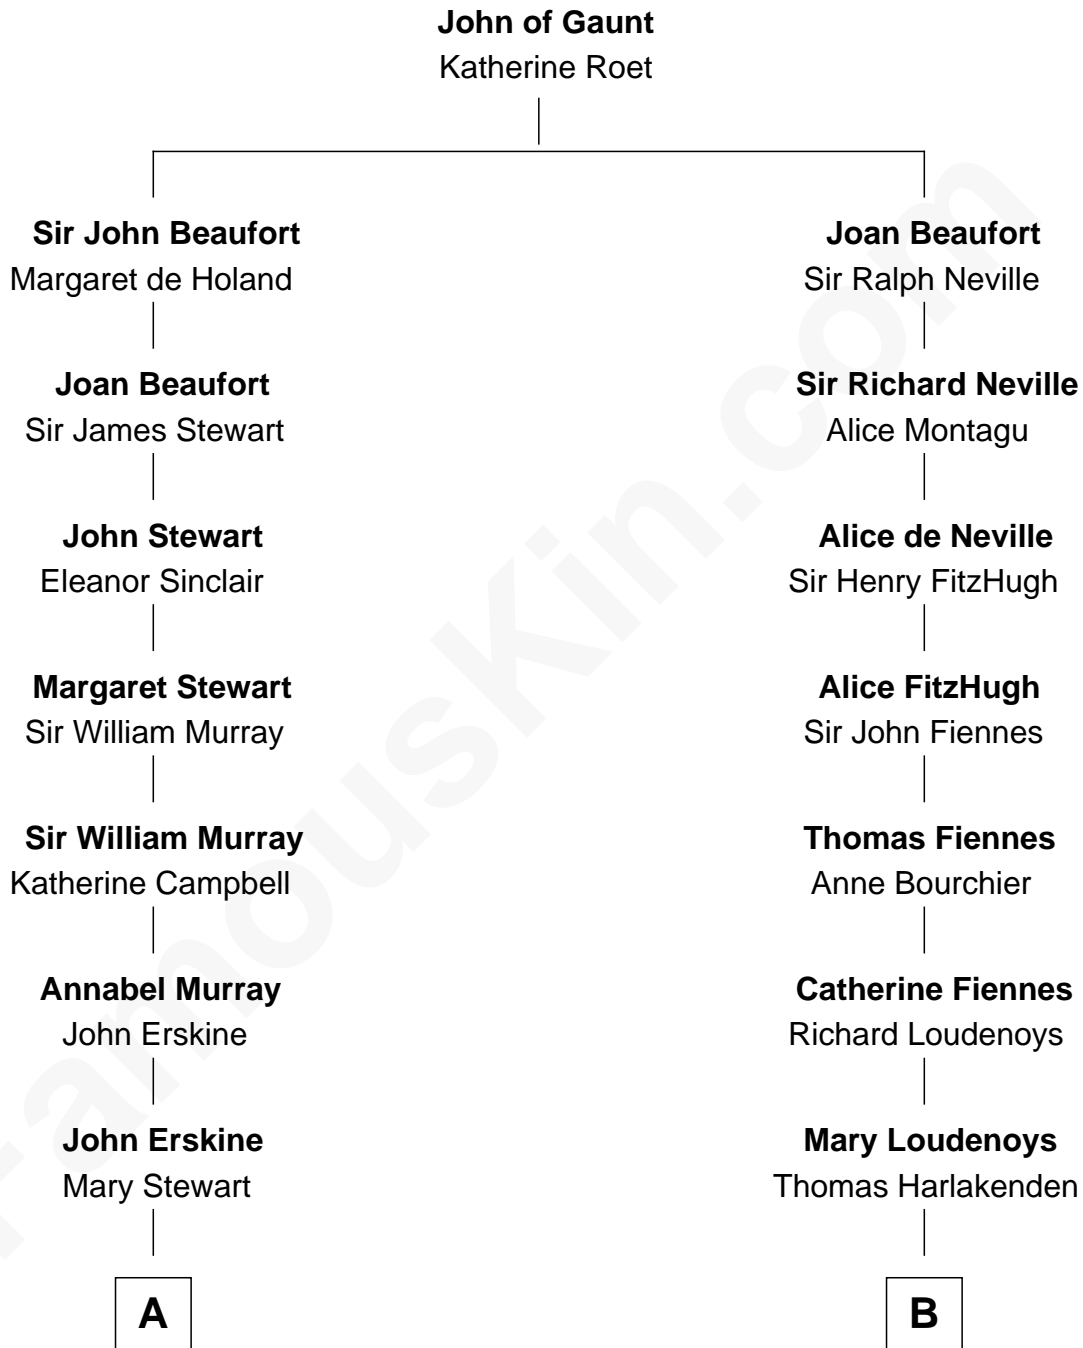 John of Gaunt
Katherine Roet
Sir John Beaufort
Margaret de Holand
Joan Beaufort
Sir James Stewart
John Stewart
Eleanor Sinclair
Margaret Stewart
Sir William Murray
Sir William Murray
Katherine Campbell
Annabel Murray
John Erskine
John Erskine
Mary Stewart
A
Joan Beaufort
Sir Ralph Neville
Sir Richard Neville
Alice Montagu
Alice de Neville
Sir Henry FitzHugh
Alice FitzHugh
Sir John Fiennes
Thomas Fiennes
Anne Bourchier
Catherine Fiennes
Richard Loudenoys
Mary Loudenoys
Thomas Harlakenden
B
FamousKin.com